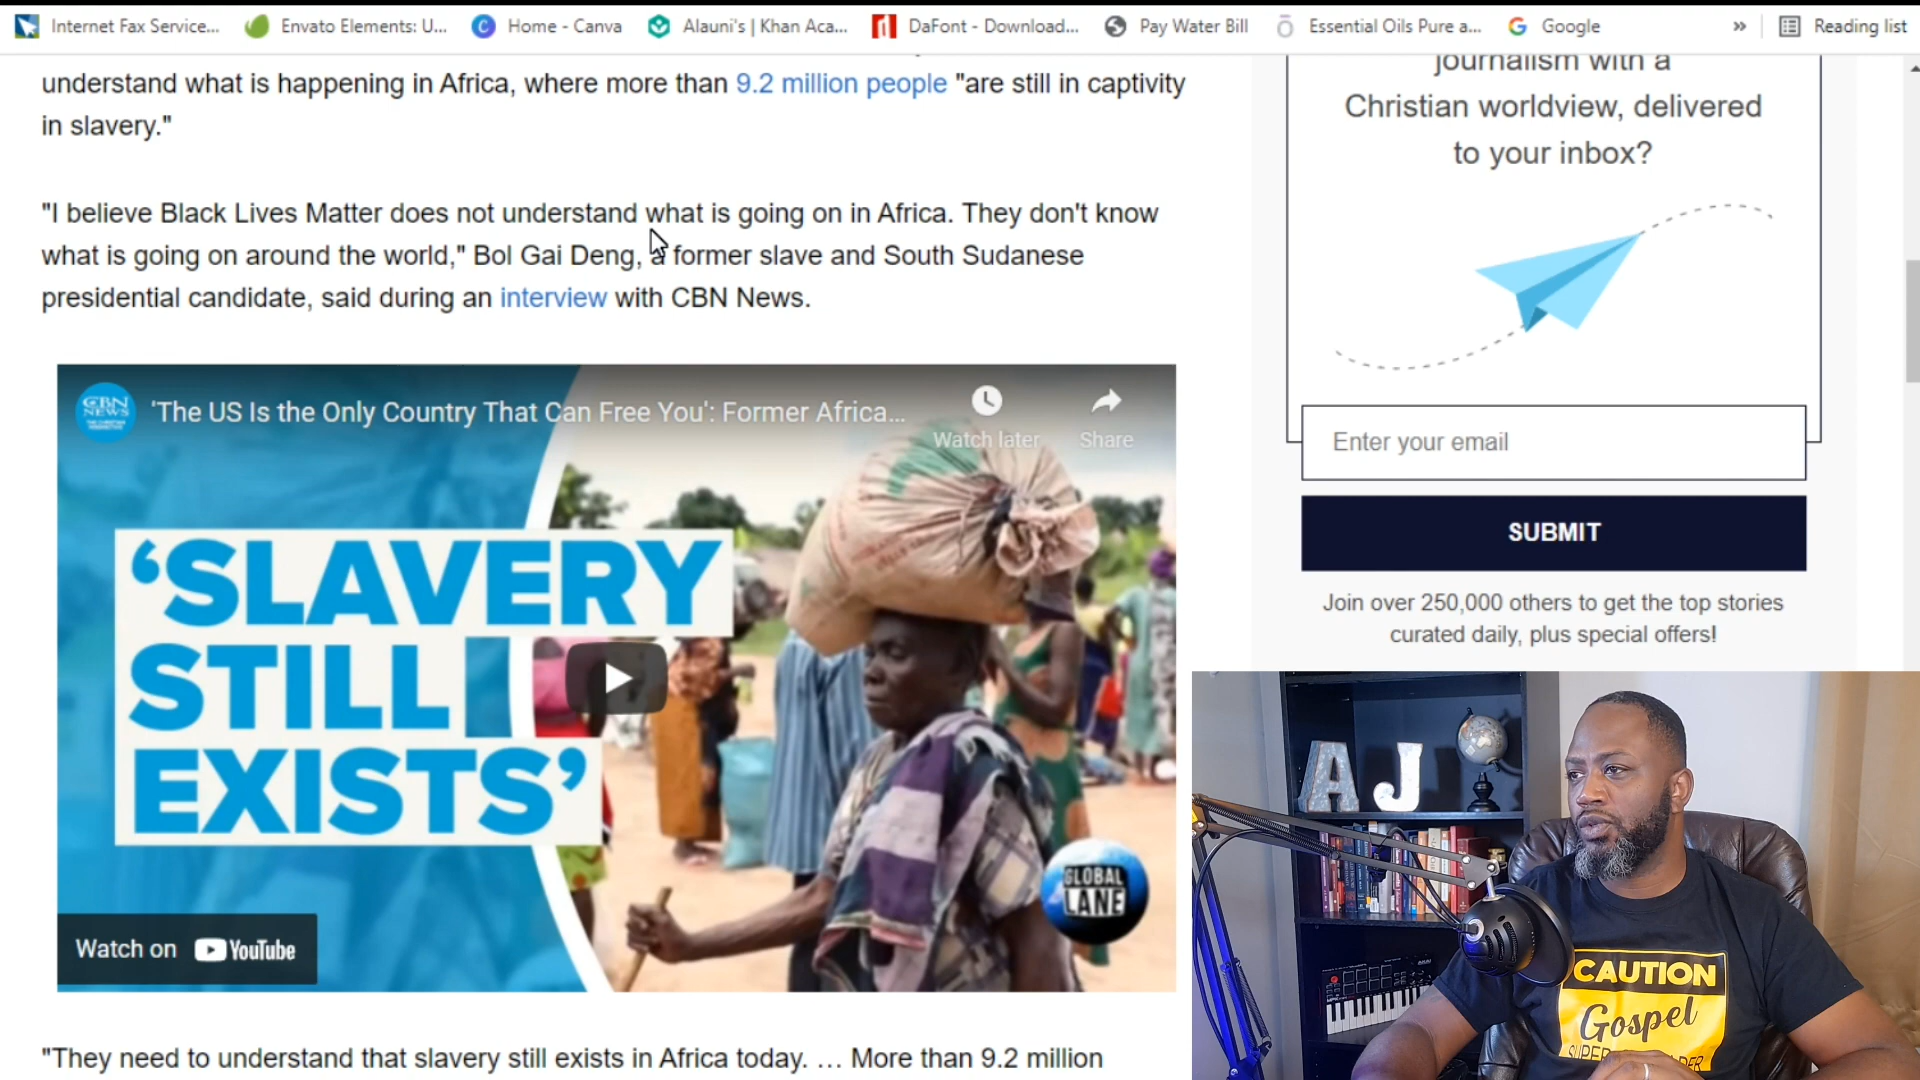 Internet Fax Service... Envato Elements: U... Home - Canva Alauni's | Khan Aca... DaFont - Download... Pay Water Bill Essential Oils Pure a... Google » Reading list
understand what is happening in Africa, where more than 9.2 million people "are still in captivity
in slavery."
"I believe Black Lives Matter does not understand what is going on in Africa. They don't know
what is going on around the world," Bol Gai Deng, a former slave and South Sudanese
presidential candidate, said during an interview with CBN News.
CBN
NEWS
'The US Is the Only Country That Can Free You': Former Africa...
Watch later
Share
‘SLAVERY
STILL
EXISTS’
GLOBAL
LANE
Watch on YouTube
"They need to understand that slavery still exists in Africa today. … More than 9.2 million
journalism with a
Christian worldview, delivered
to your inbox?
Enter your email
SUBMIT
Join over 250,000 others to get the top stories
curated daily, plus special offers!
AJ
CAUTION
Gospel